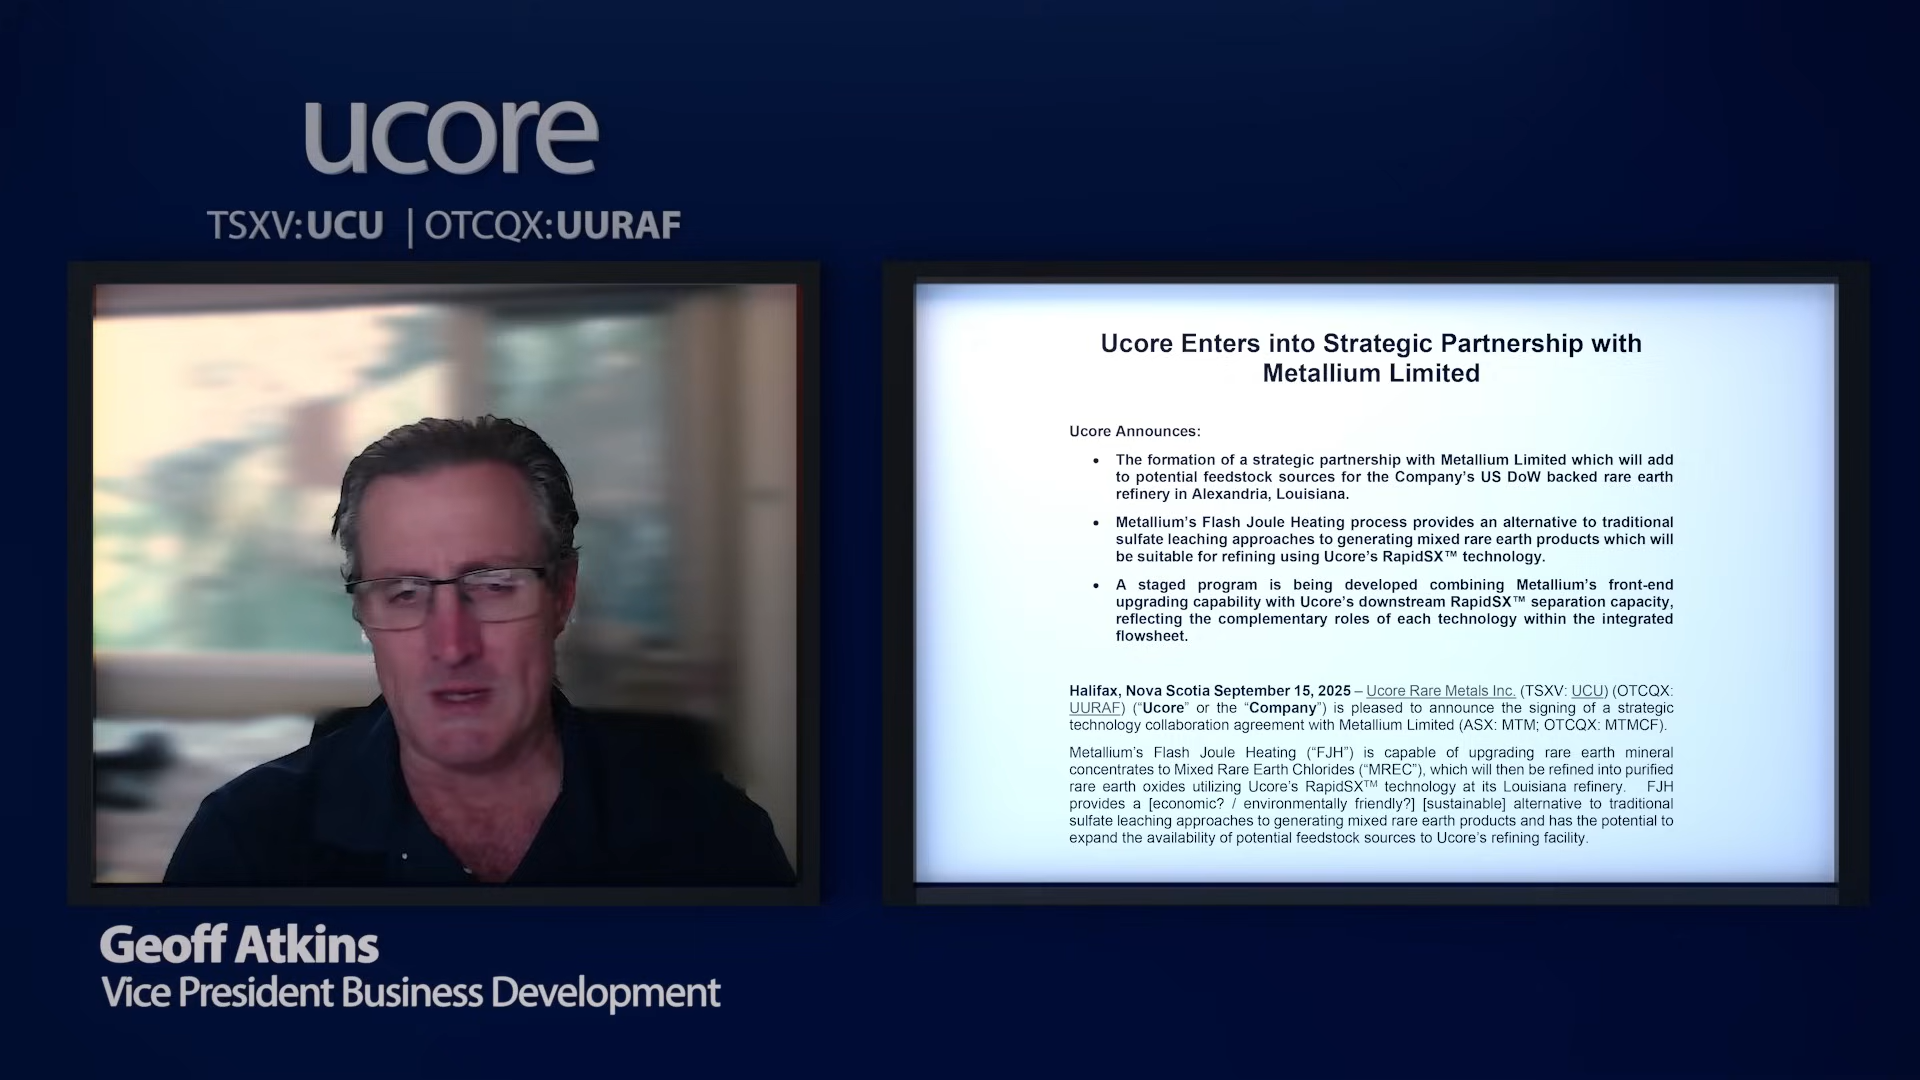 ucore
TSXV:UCU | OTCQX:UURAF
Ucore Enters into Strategic Partnership with
Metallium Limited
Ucore Announces:
• The formation of a strategic partnership with Metallium Limited which will add
to potential feedstock sources for the Company's US DoW backed rare earth
refinery in Alexandria, Louisiana.
• Metallium's Flash Joule Heating process provides an alternative to traditional
sulfate leaching approaches to generating mixed rare earth products which will
be suitable for refining using Ucore's RapidSX™ technology.
• A staged program is being developed combining Metallium's front-end
upgrading capability with Ucore's downstream RapidSX™ separation capacity,
reflecting the complementary roles of each technology within the integrated
flowsheet.
Halifax, Nova Scotia September 15, 2025 – Ucore Rare Metals Inc. (TSXV: UCU) (OTCQX:
UURAF) (“Ucore” or the “Company”) is pleased to announce the signing of a strategic
technology collaboration agreement with Metallium Limited (ASX: MTM; OTCQX: MTMCF).
Metallium's Flash Joule Heating (“FJH”) is capable of upgrading rare earth mineral
concentrates to Mixed Rare Earth Chlorides (“MREC”), which will then be refined into purified
rare earth oxides utilizing Ucore's RapidSX™ technology at its Louisiana refinery. FJH
provides a [economic? / environmentally friendly?] [sustainable] alternative to traditional
sulfate leaching approaches to generating mixed rare earth products and has the potential to
expand the availability of potential feedstock sources to Ucore's refining facility.
Geoff Atkins
Vice President Business Development